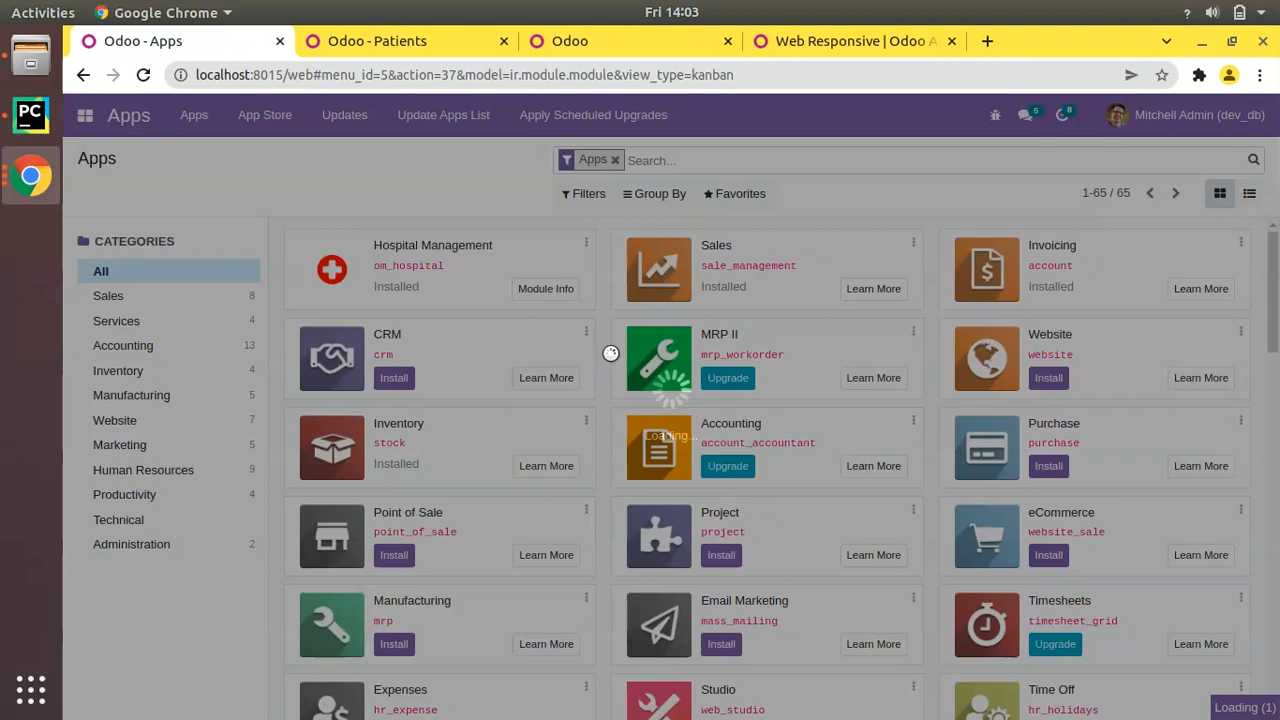 Activities
Google Chrome
Fri 14:03
?
Odoo - Apps
Odoo - Patients
Odoo
Web Responsive | Odoo A
localhost:8015/web#menu_id=5&action=37&model=ir.module.module&view_type=kanban
Apps
Apps
App Store
Updates
Update Apps List
Apply Scheduled Upgrades
5
8
Mitchell Admin (dev_db)
Apps
Apps
Search...
Filters
Group By
Favorites
1-65 / 65
CATEGORIES
All
Sales 8
Services 4
Accounting 13
Inventory 4
Manufacturing 5
Website 7
Marketing 6
Human Resources 9
Productivity 4
Technical
Administration 2
Hospital Management
om_hospital
Installed
Module Info
Sales
sale_management
Installed
Learn More
Invoicing
account
Installed
Learn More
CRM
crm
Install
Learn More
MRP II
mrp_workorder
Upgrade
Learn More
Website
website
Install
Learn More
Inventory
stock
Installed
Learn More
Accounting
account_accountant
Upgrade
Learn More
Loading...
Purchase
purchase
Install
Learn More
Point of Sale
point_of_sale
Install
Learn More
Project
project
Install
Learn More
eCommerce
website_sale
Install
Learn More
Manufacturing
mrp
Install
Learn More
Email Marketing
mass_mailing
Install
Learn More
Timesheets
timesheet_grid
Upgrade
Learn More
Expenses
hr_expense
Studio
web_studio
Time Off
hr_holidays
Loading (1)
PC